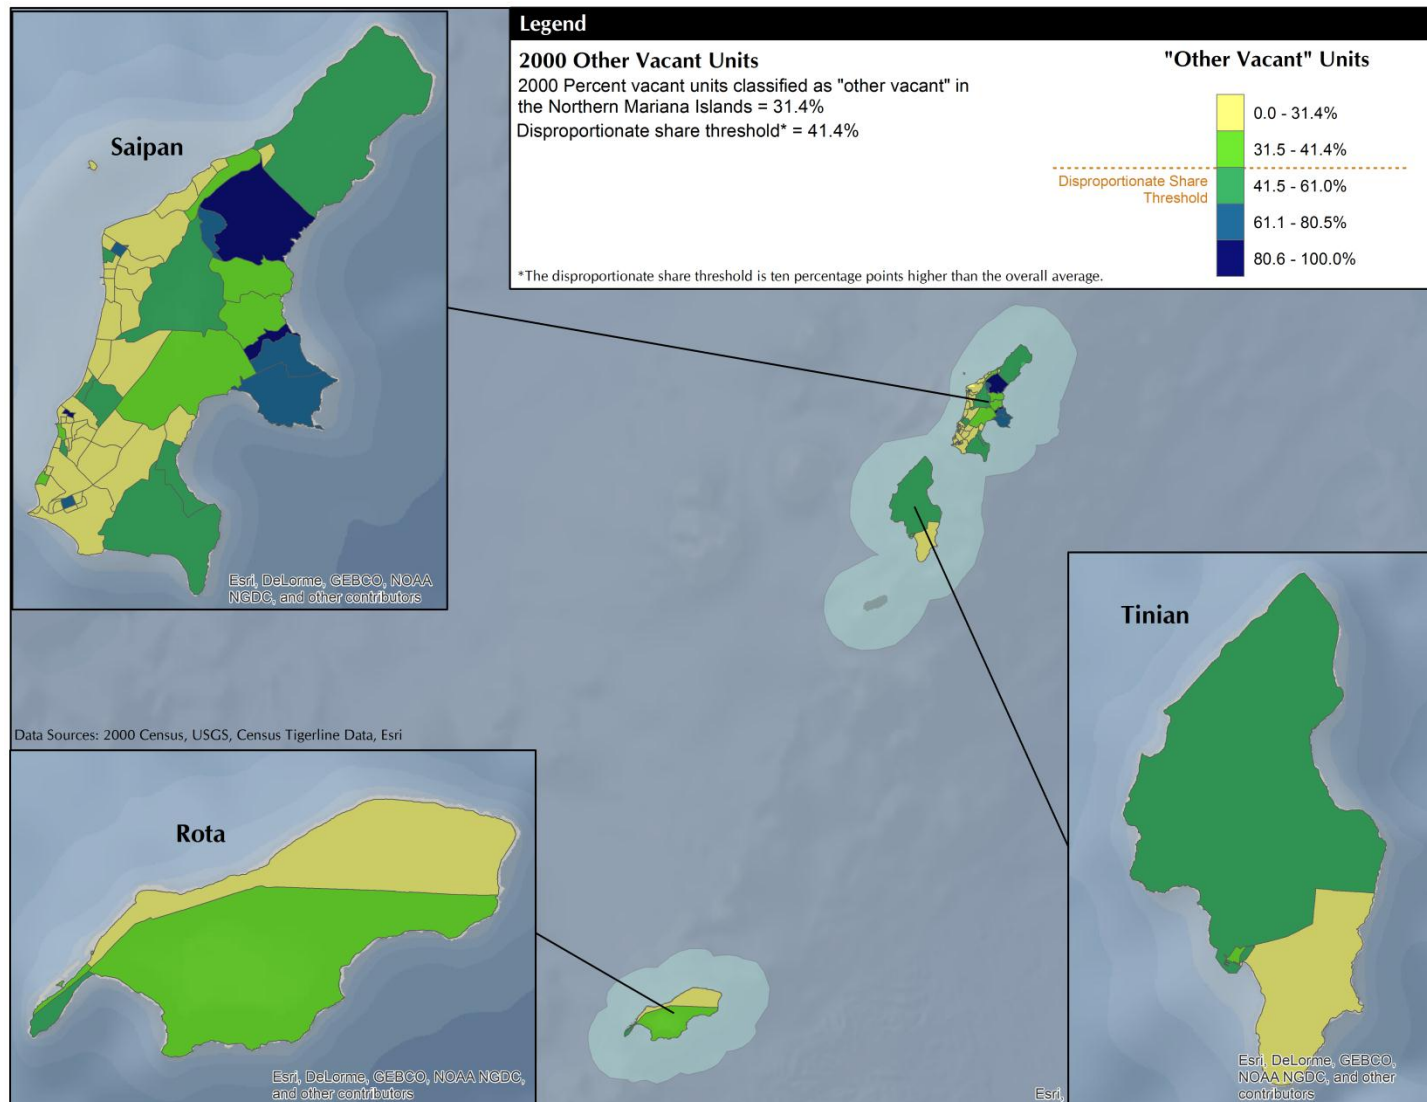 Legend
2000 Other Vacant Units
2000 Percent vacant units classified as "other vacant" in
the Northern Mariana Islands = 31.4%
Disproportionate share threshold* = 41.4%
*The disproportionate share threshold is ten percentage points higher than the overall average.
"Other Vacant" Units
0.0 - 31.4%
31.5 - 41.4%
Disproportionate Share
Threshold
41.5 - 61.0%
61.1 - 80.5%
80.6 - 100.0%
Saipan
Esri, DeLorme, GEBCO, NOAA
NGDC, and other contributors
Tinian
Esri, DeLorme, GEBCO,
NOAA NGDC, and other
contributors
Data Sources: 2000 Census, USGS, Census Tigerline Data, Esri
Rota
Esri, DeLorme, GEBCO, NOAA NGDC,
and other contributors
Esri,